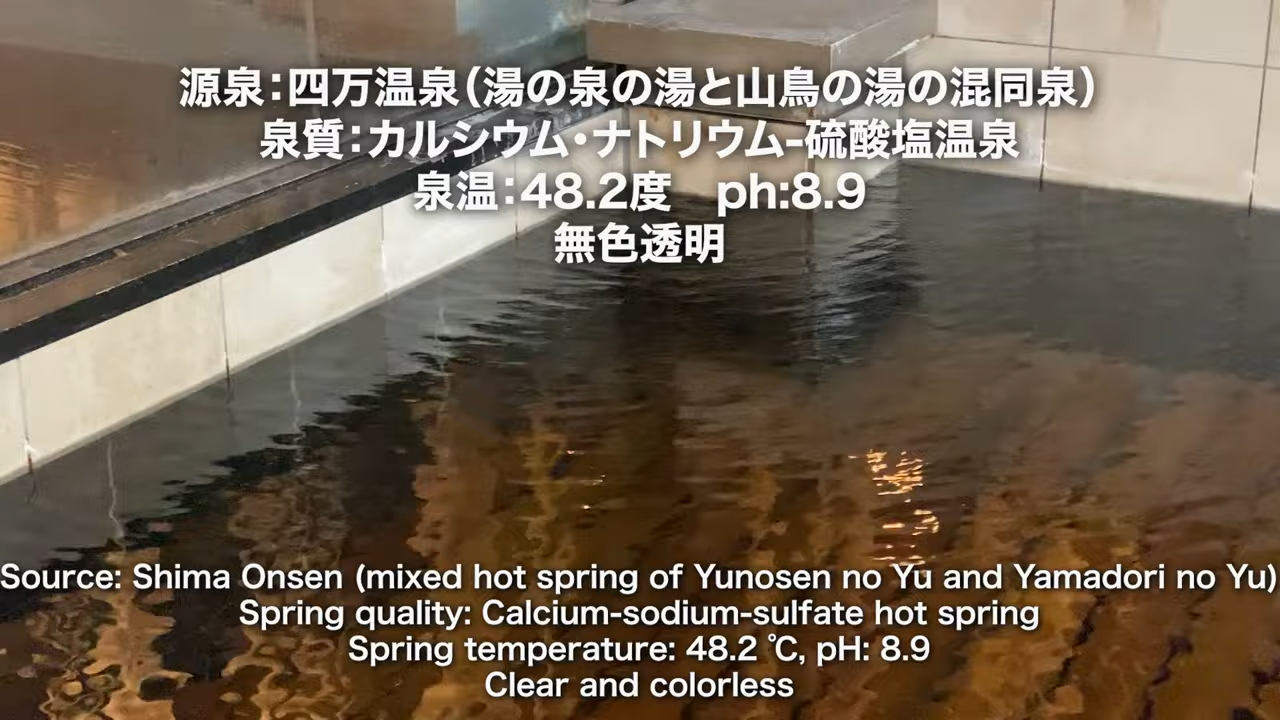 源泉：四万温泉（湯の泉の湯と山鳥の湯の混同泉）
泉質：カルシウム・ナトリウム-硫酸塩温泉
泉温：48.2度　ph:8.9
無色透明
Source: Shima Onsen (mixed hot spring of Yunosen no Yu and Yamadori no Yu)
Spring quality: Calcium-sodium-sulfate hot spring
Spring temperature: 48.2 ℃, pH: 8.9
Clear and colorless